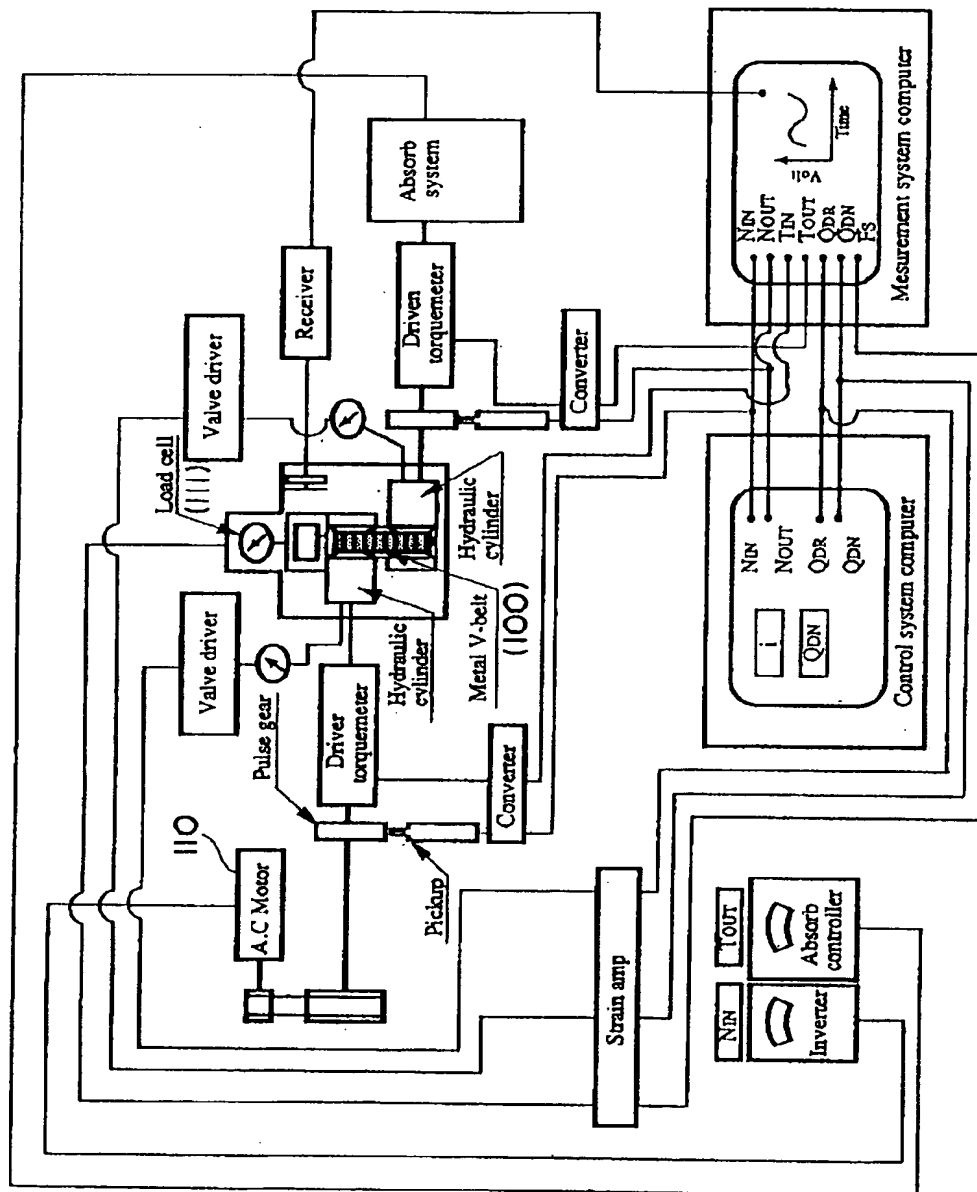 Absorb
system
Receiver
Driven
torquemeter
Valve driver
Converter
Load cell
(111)
Hydraulic
cylinder
Valve driver
Hydraulic
cylinder
Metal V-belt
(100)
Pulse gear
Driver
torquemeter
Converter
110
A.C Motor
Pickup
Strain amp
NIN
NOUT
TIN
TOUT
QDR
QDN
FS
Volt
Time
Mesurement system computer
NIN
NOUT
QDR
QDN
i
QDN
Control system computer
TOUT
Absorb
controller
NIN
Inverter